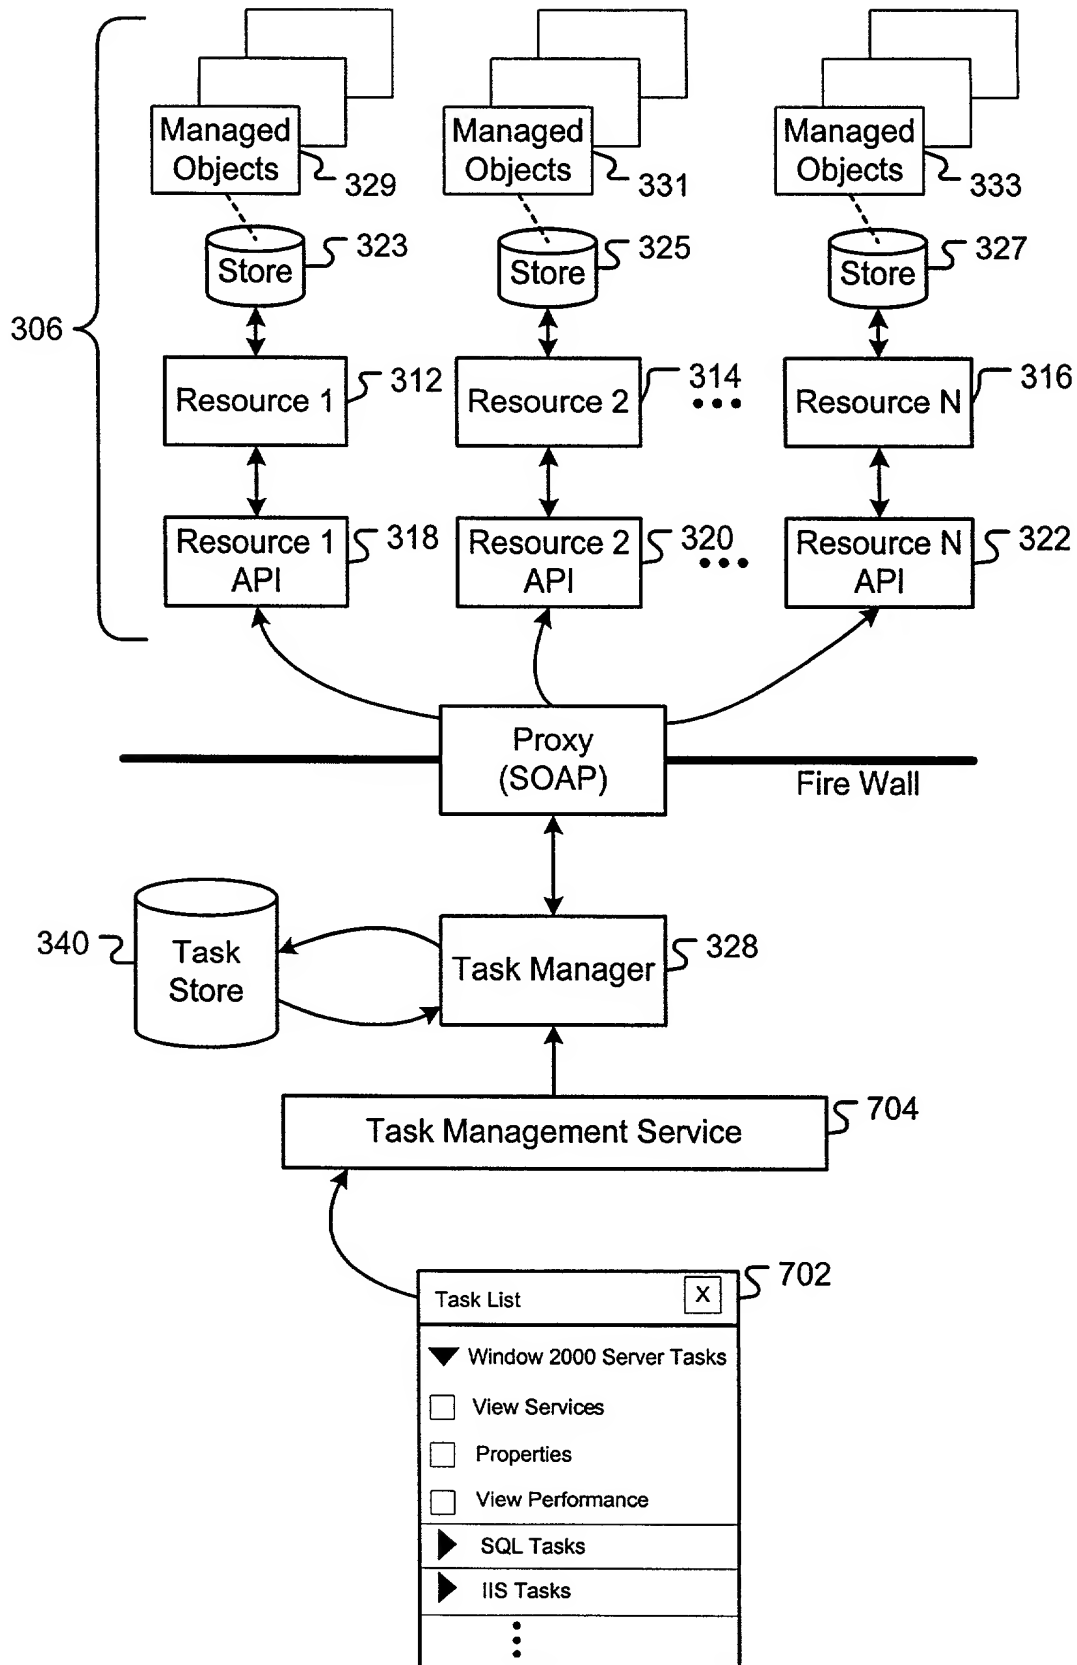 Managed Objects
329
Managed Objects
331
Managed Objects
333
Store
323
Store
325
Store
327
306
Resource 1
312
Resource 2
314
Resource N
316
Resource 1 API
318
Resource 2 API
320
Resource N API
322
Proxy (SOAP)
Fire Wall
340
Task Store
Task Manager
328
Task Management Service
704
702
Task List
X
Window 2000 Server Tasks
View Services
Properties
View Performance
SQL Tasks
IIS Tasks